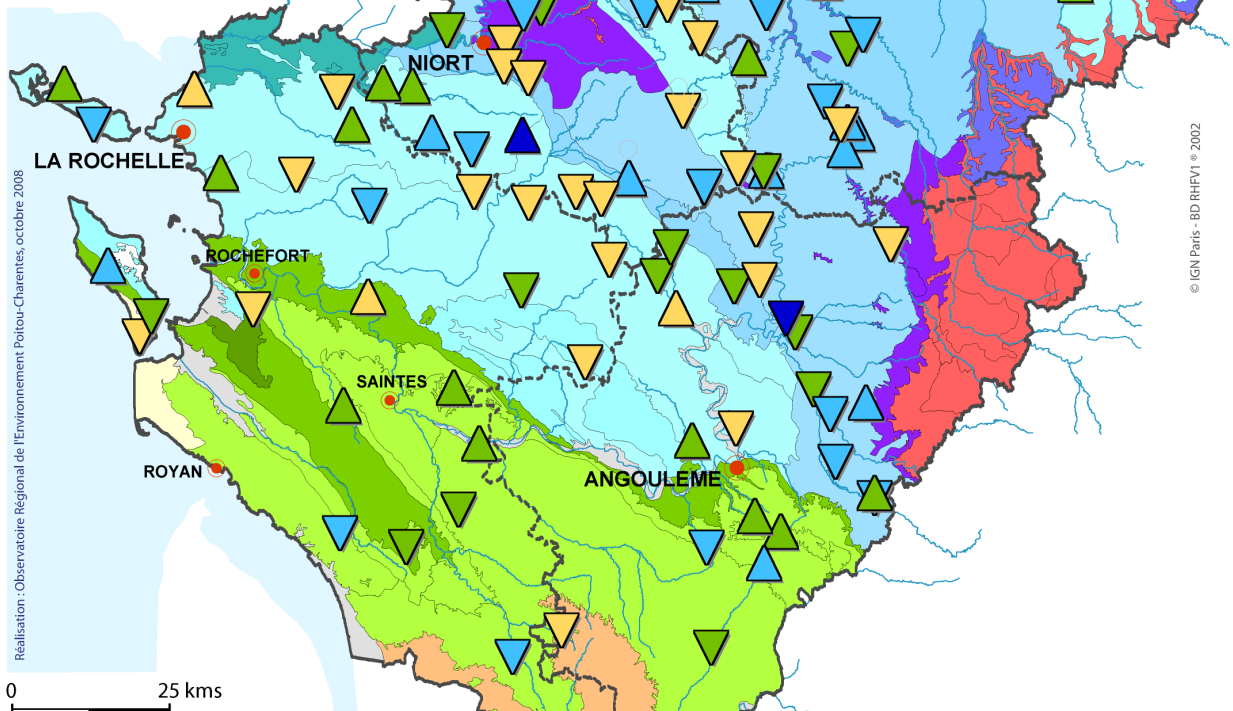 NIORT
LA ROCHELLE
ROCHEFORT
SAINTES
ROYAN
ANGOULEME
0 25 kms
Réalisation : Observatoire Régional de l'Environnement Poitou-Charentes, octobre 2008
© IGN Paris - BD RHFV1 ® 2002